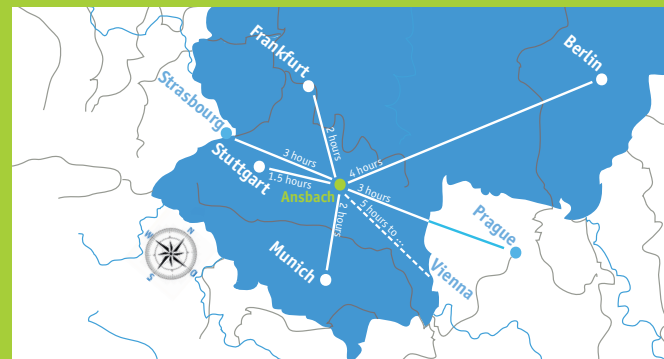 Frankfurt
Berlin
Strasbourg
2 hours
Stuttgart
3 hours
4 hours
1,5 hours
3 hours
Ansbach
2 hours
5 hours to ...
Prague
Munich
Vienna
N
W
O
S